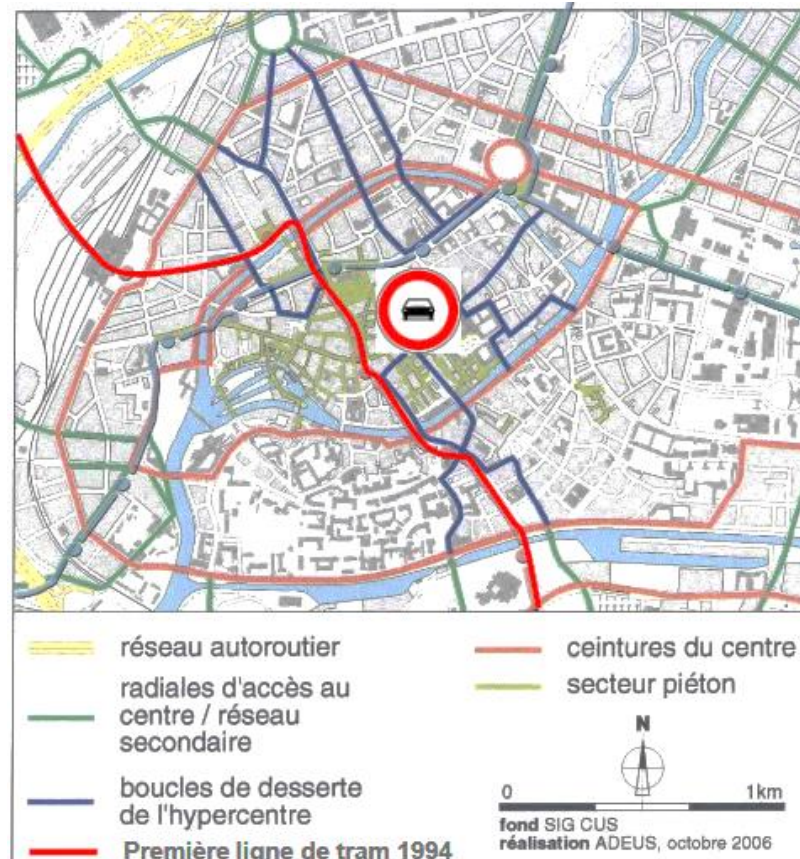 réseau autoroutier
radiales d'accès au
centre / réseau
secondaire
boucles de desserte
de l'hypercentre
Première ligne de tram 1994
ceintures du centre
secteur piéton
N
0 1km
fond SIG CUS
réalisation ADEUS, octobre 2006